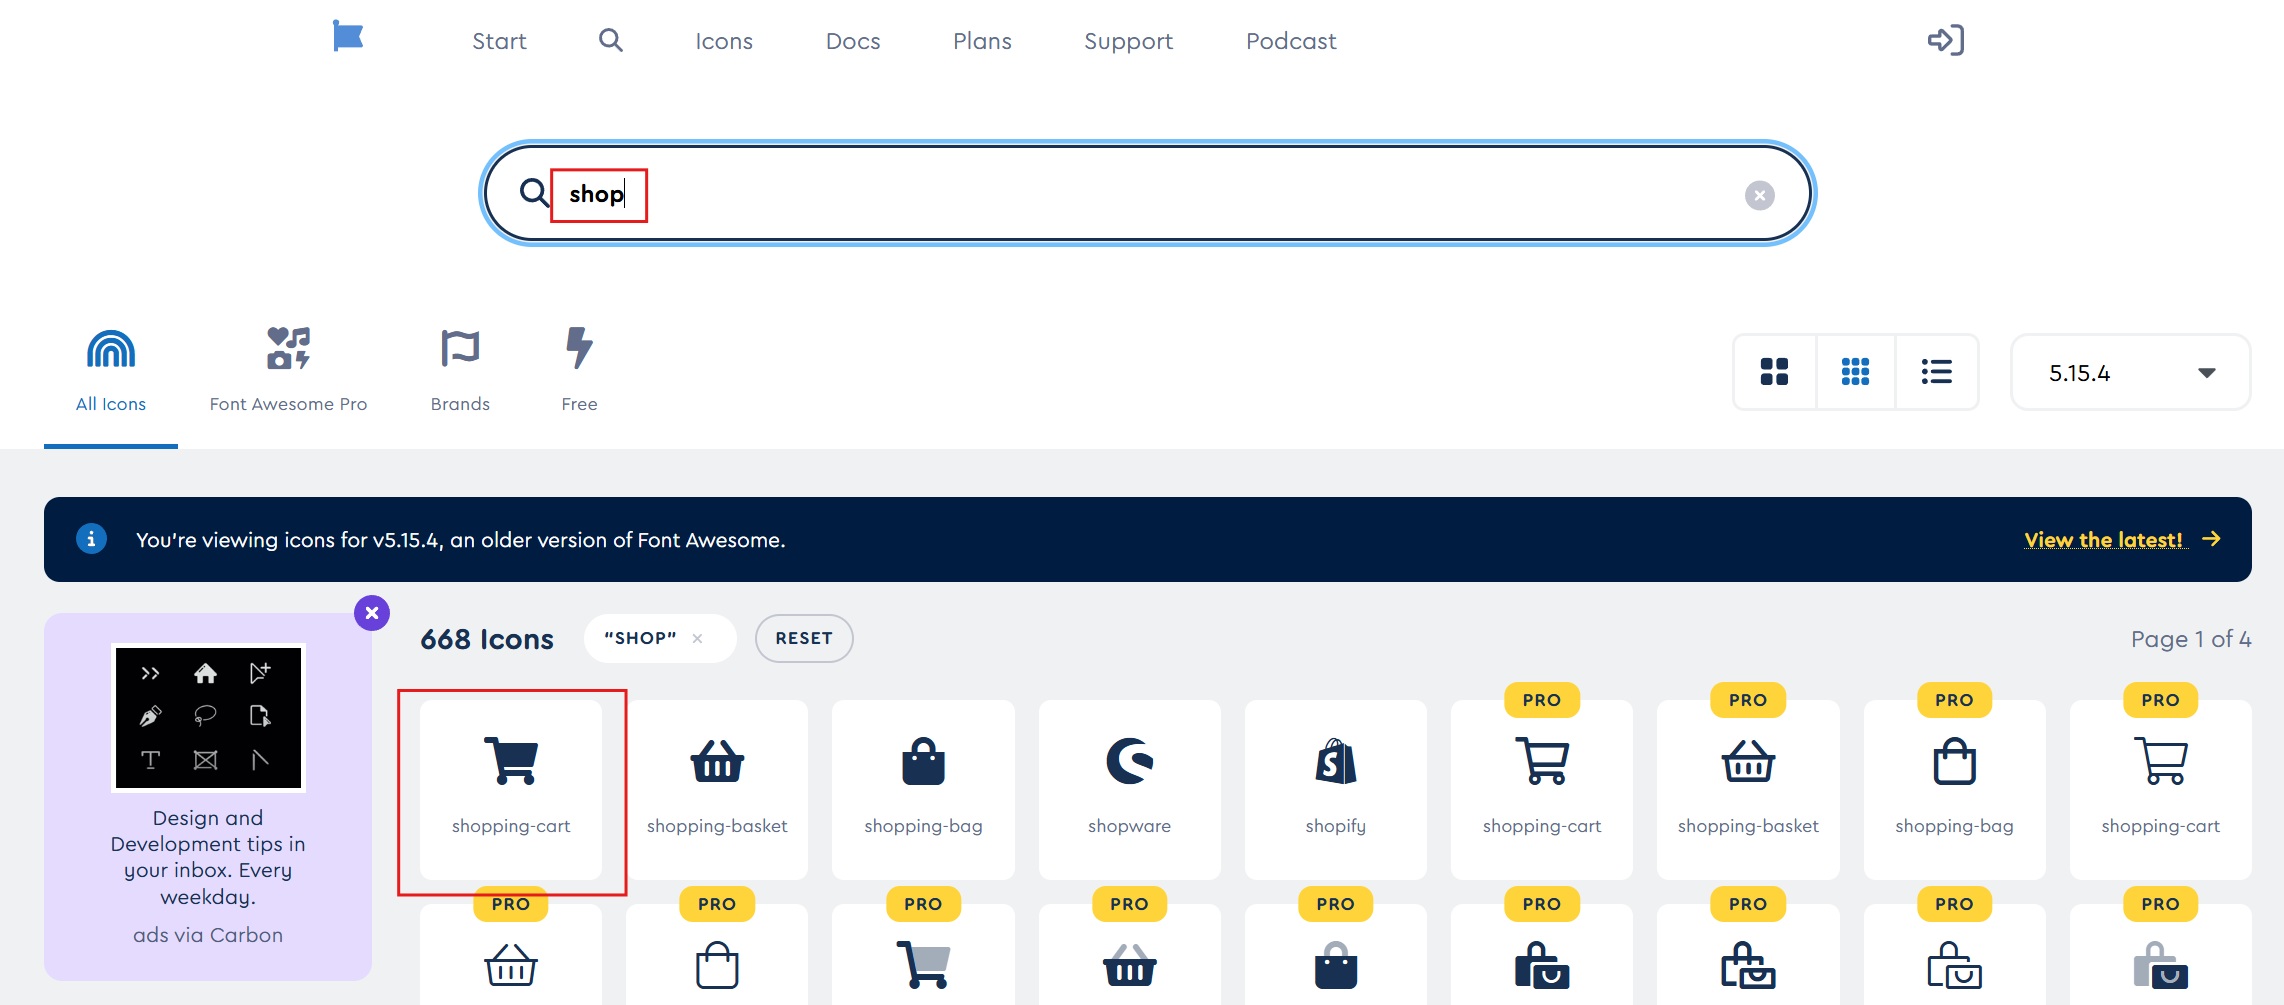 Start Icons Docs Plans Support Podcast
shop
All Icons Font Awesome Pro Brands Free
5.15.4
You're viewing icons for v5.15.4, an older version of Font Awesome.
View the latest!
Design and
Development tips in
your inbox. Every
weekday.
ads via Carbon
668 Icons "SHOP" RESET Page 1 of 4
PRO PRO PRO PRO
shopping-cart shopping-basket shopping-bag shopware shopify shopping-cart shopping-basket shopping-bag shopping-cart
PRO PRO PRO PRO PRO PRO PRO PRO PRO